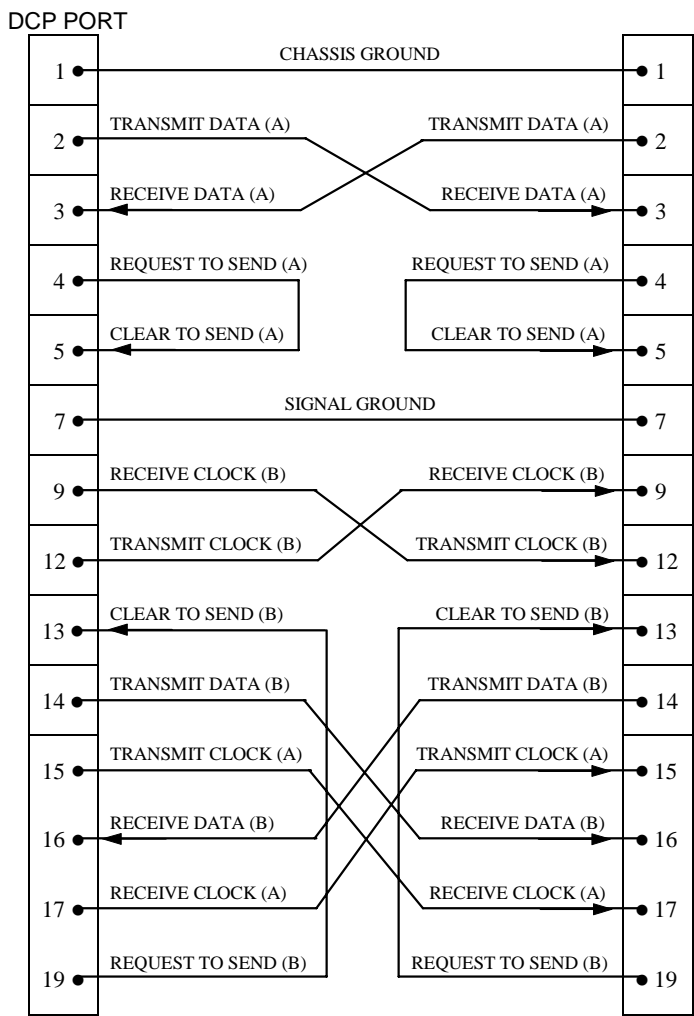 DCP PORT
CHASSIS GROUND
1 1
TRANSMIT DATA (A) TRANSMIT DATA (A)
2 2
RECEIVE DATA (A) RECEIVE DATA (A)
3 3
REQUEST TO SEND (A) REQUEST TO SEND (A)
4 4
CLEAR TO SEND (A) CLEAR TO SEND (A)
5 5
SIGNAL GROUND
7 7
RECEIVE CLOCK (B) RECEIVE CLOCK (B)
9 9
TRANSMIT CLOCK (B) TRANSMIT CLOCK (B)
12 12
CLEAR TO SEND (B) CLEAR TO SEND (B)
13 13
TRANSMIT DATA (B) TRANSMIT DATA (B)
14 14
TRANSMIT CLOCK (A) TRANSMIT CLOCK (A)
15 15
RECEIVE DATA (B) RECEIVE DATA (B)
16 16
RECEIVE CLOCK (A) RECEIVE CLOCK (A)
17 17
REQUEST TO SEND (B) REQUEST TO SEND (B)
19 19